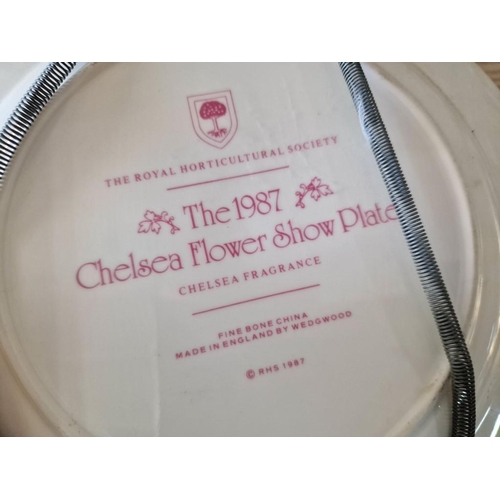 THE ROYAL HORTICULTURAL SOCIETY
The 1987
Chelsea Flower Show Plate
CHELSEA FRAGRANCE
FINE BONE CHINA
MADE IN ENGLAND BY WEDGWOOD
© RHS 1987